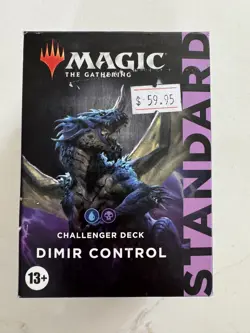 MAGIC
THE GATHERING
$ 59.95
STANDARD
CHALLENGER DECK
DIMIR CONTROL
13+